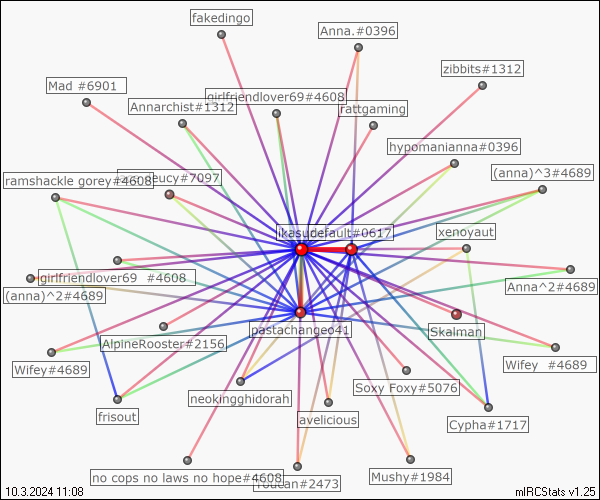 fakedingo
Anna.#0396
zibbits#1312
Mad #6901
girlfriendlover69#4608
Annarchist#1312
rattgaming
hypomanianna#0396
(anna)^3#4689
ramshackle gorey#4608
eucy#7097
ikasudefault#0617
xenoyaut
girlfriendlover69 #4608
Anna^2#4689
(anna)^2#4689
pastachangeo41
Skalman
AlpineRooster#2156
Wifey #4689
Wifey#4689
Soxy Foxy#5076
neokingghidorah
frisout
avelicious
Cypha#1717
no cops no laws no hope#4608
Toucan#2473
Mushy#1984
10.3.2024 11:08
mIRCStats v1.25